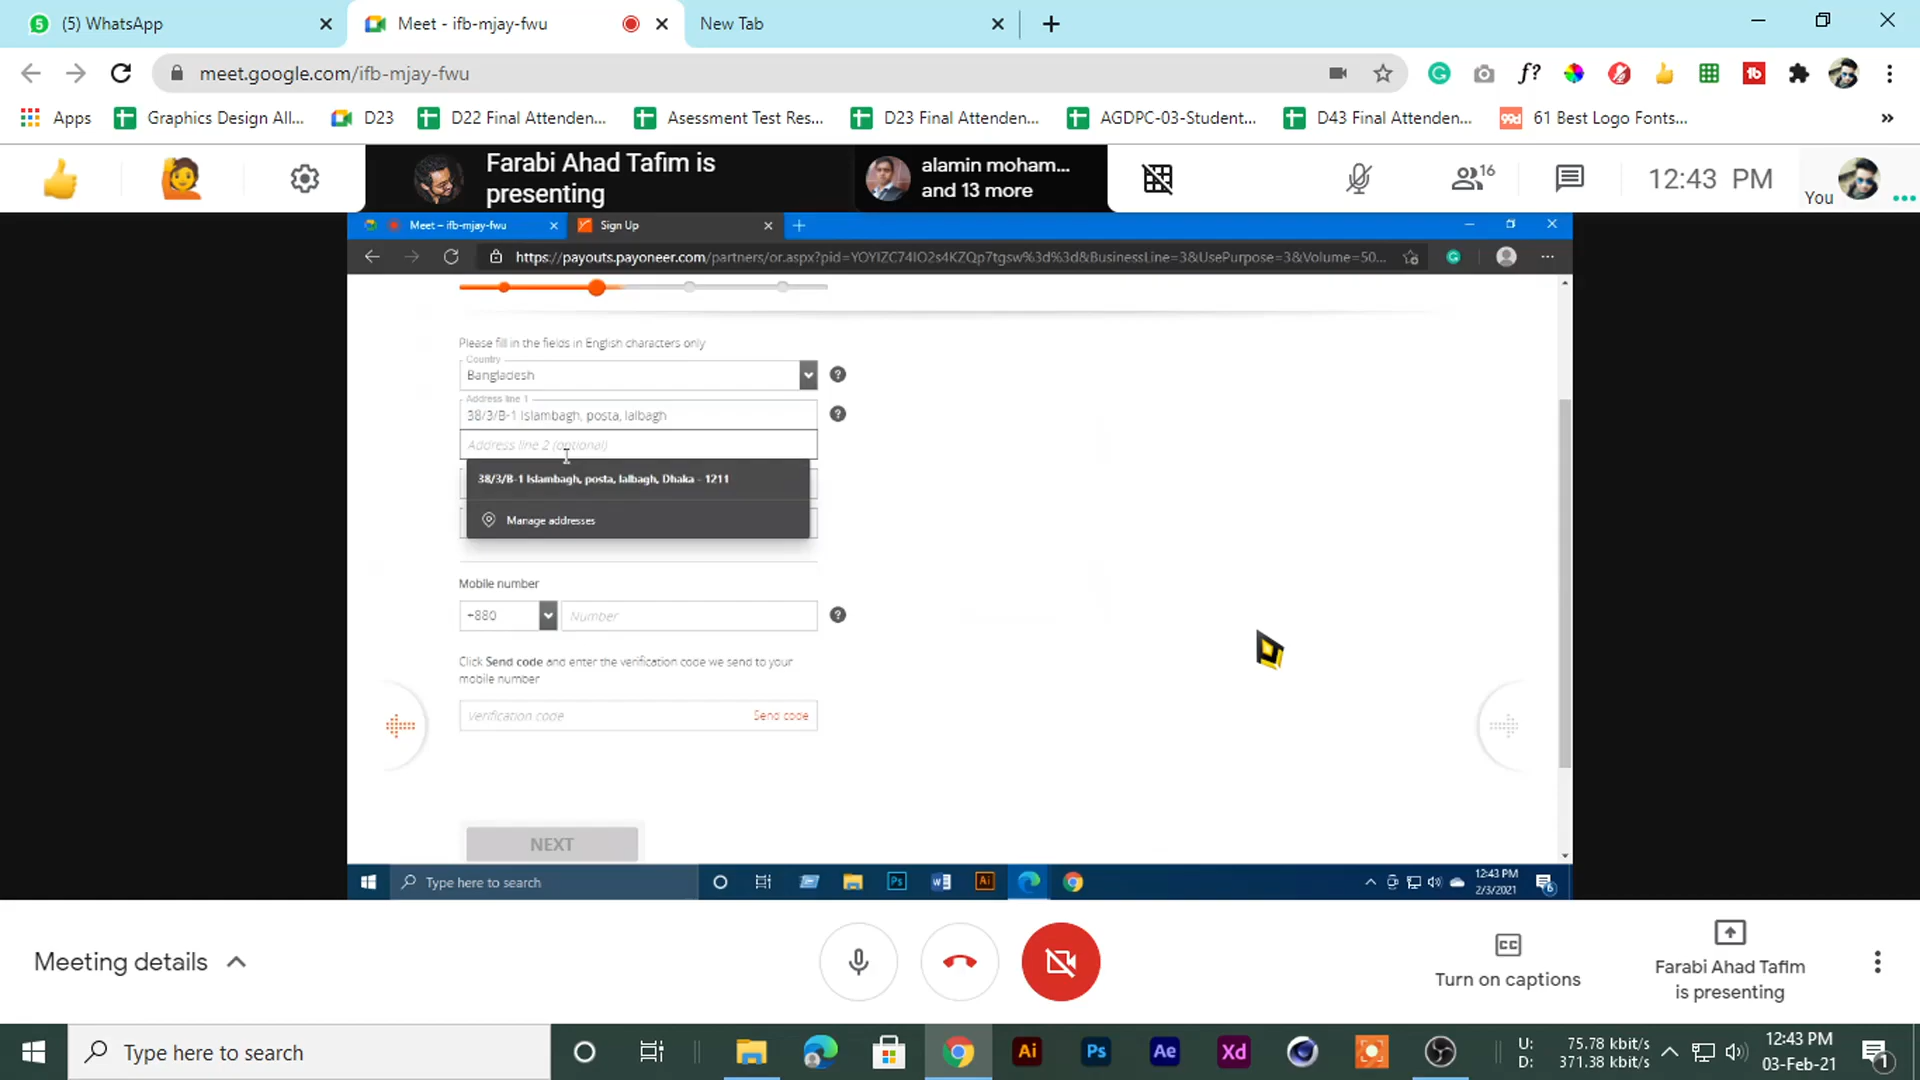 (5) WhatsApp
Meet - ifb-mjay-fwu
New Tab
meet.google.com/ifb-mjay-fwu
Apps
Graphics Design All...
D23
D22 Final Attenden...
Asessment Test Res...
D23 Final Attenden...
AGDPC-03-Student...
D43 Final Attenden...
61 Best Logo Fonts...
»
Farabi Ahad Tafim is
presenting
alamin moham...
and 13 more
16
12:43 PM
You
Meet – ifb-mjay-fwu
Sign Up
https://payouts.payoneer.com/partners/or.aspx?pid=YOYIZC74IO2s4KZQp7tgsw%3d%3d&BusinessLine=3&UsePurpose=3&Volume=50...
Please fill in the fields in English characters only
Country
Bangladesh
Address line 1
38/3/B-1 Islambagh, posta, lalbagh
Address line 2 (optional)
38/3/B-1 Islambagh, posta, lalbagh, Dhaka - 1211
Manage addresses
Mobile number
+880
Number
Click Send code and enter the verification code we send to your
mobile number
Verification code
Send code
NEXT
Type here to search
12:43 PM
2/3/2021
Meeting details
Turn on captions
Farabi Ahad Tafim
is presenting
Type here to search
U: 75.78 kbit/s
D: 371.38 kbit/s
12:43 PM
03-Feb-21
1